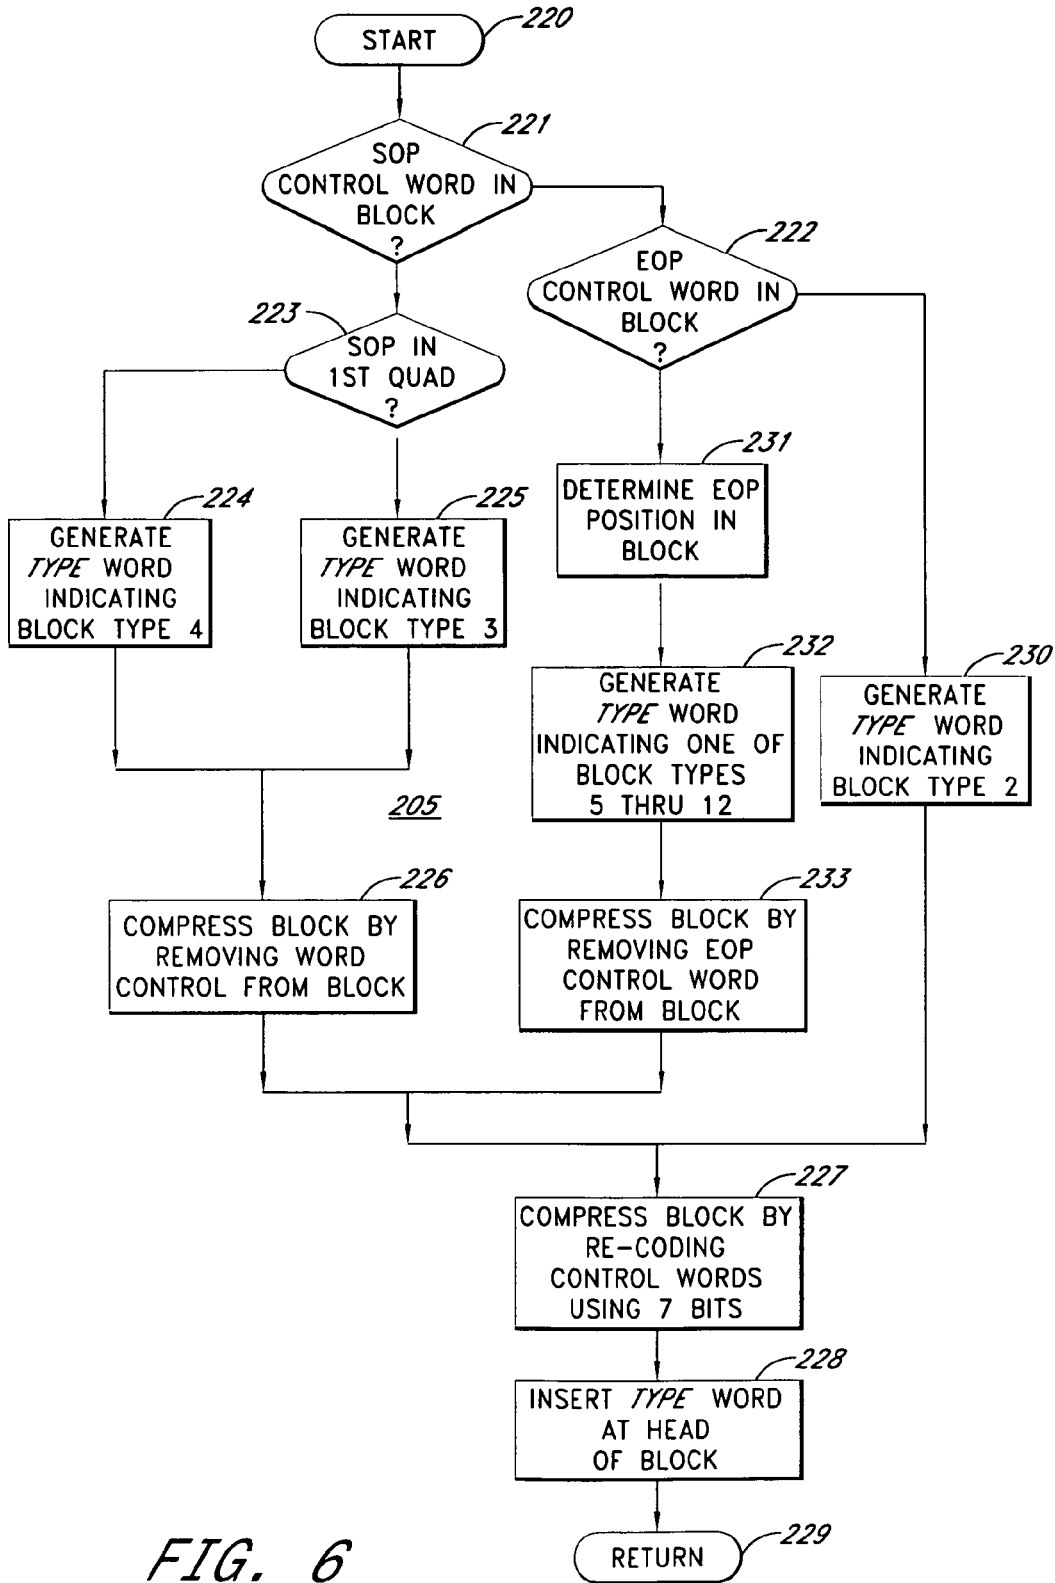 220
START
221
SOP
CONTROL WORD IN
BLOCK
?
222
EOP
CONTROL WORD IN
BLOCK
?
223
SOP IN
1ST QUAD
?
231
DETERMINE EOP
POSITION IN
BLOCK
224
GENERATE
TYPE WORD
INDICATING
BLOCK TYPE 4
225
GENERATE
TYPE WORD
INDICATING
BLOCK TYPE 3
232
GENERATE
TYPE WORD
INDICATING ONE OF
BLOCK TYPES
5 THRU 12
230
GENERATE
TYPE WORD
INDICATING
BLOCK TYPE 2
205
226
COMPRESS BLOCK BY
REMOVING WORD
CONTROL FROM BLOCK
233
COMPRESS BLOCK BY
REMOVING EOP
CONTROL WORD
FROM BLOCK
227
COMPRESS BLOCK BY
RE-CODING
CONTROL WORDS
USING 7 BITS
228
INSERT TYPE WORD
AT HEAD
OF BLOCK
229
RETURN
FIG. 6